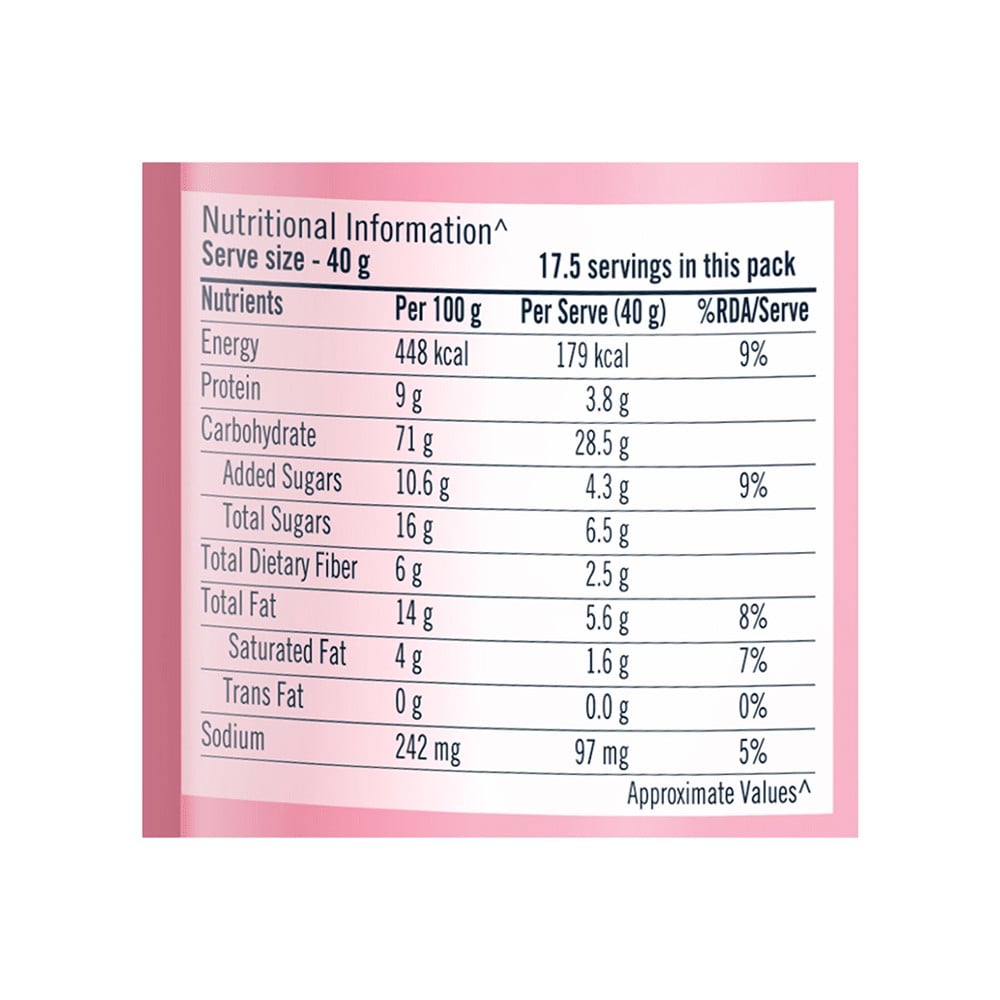 Nutritional Information^
Serve size - 40 g 17.5 servings in this pack
Nutrients Per 100 g Per Serve (40 g) %RDA/Serve
Energy 448 kcal 179 kcal 9%
Protein 9 g 3.8 g
Carbohydrate 71 g 28.5 g
Added Sugars 10.6 g 4.3 g 9%
Total Sugars 16 g 6.5 g
Total Dietary Fiber 6 g 2.5 g
Total Fat 14 g 5.6 g 8%
Saturated Fat 4 g 1.6 g 7%
Trans Fat 0 g 0.0 g 0%
Sodium 242 mg 97 mg 5%
Approximate Values^